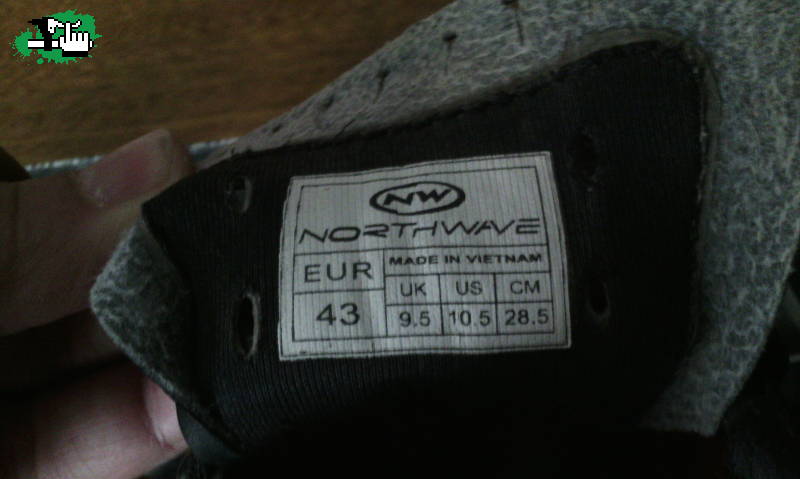 NW
NORTHWAVE
EUR MADE IN VIETNAM
UK US CM
43 9.5 10.5 28.5